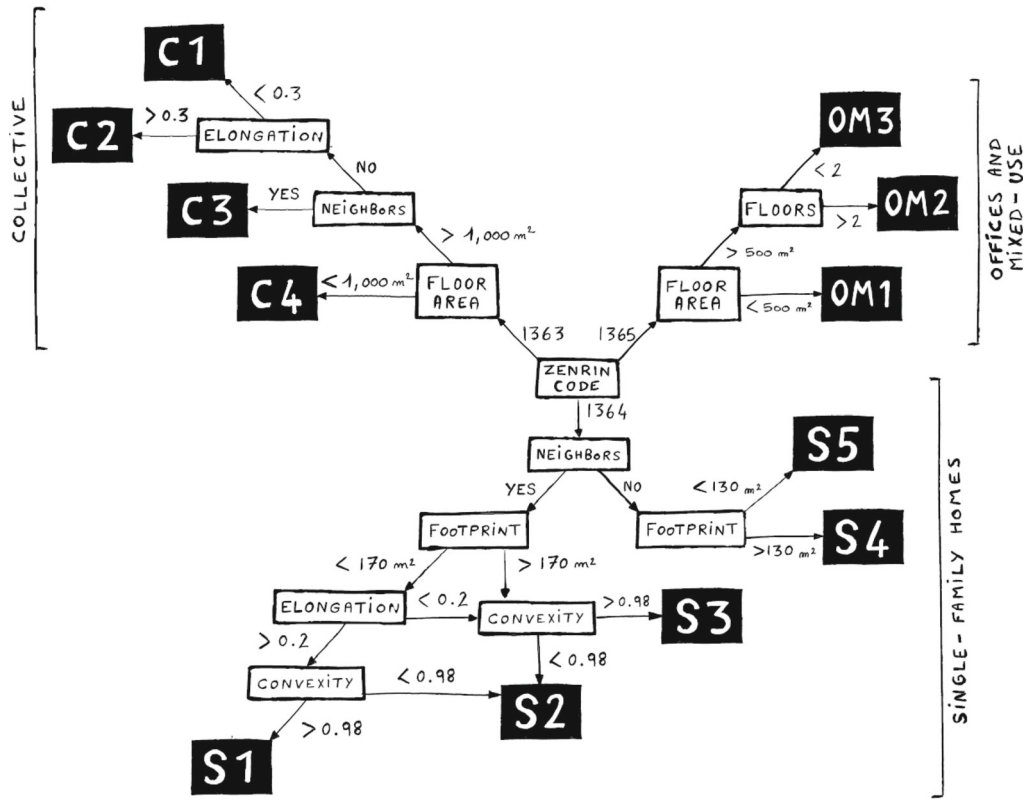 C1
< 0.3
C2
> 0.3
ELONGATION
NO
C3
YES
NEIGHBORS
> 1,000 m²
C4
< 1,000 m²
FLOOR
AREA
1363
COLLECTIVE
OM3
< 2
FLOORS
> 2
OM2
> 500 m²
FLOOR
AREA
< 500 m²
OM1
1365
OFFICES AND
MIXED-USE
ZENRIN
CODE
1364
NEIGHBORS
YES
NO
FOOTPRINT
FOOTPRINT
< 130 m²
S5
> 130 m²
S4
< 170 m²
> 170 m²
ELONGATION
< 0.2
CONVEXITY
> 0.98
S3
> 0.2
< 0.98
CONVEXITY
< 0.98
S2
> 0.98
S1
SINGLE-FAMILY HOMES